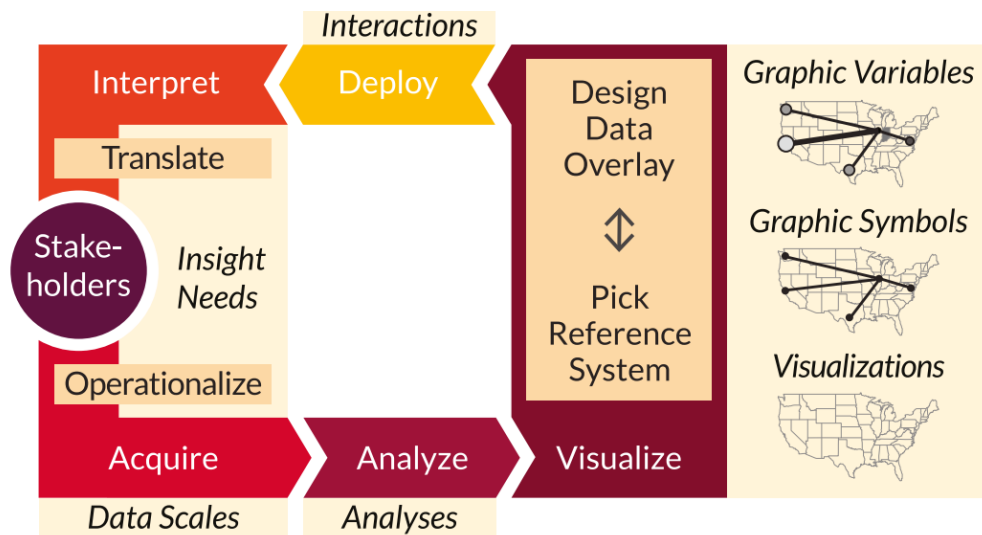 Interactions
Interpret
Deploy
Design
Data
Overlay
Graphic Variables
Translate
Stake-
holders
Insight
Needs
Graphic Symbols
Pick
Reference
System
Operationalize
Visualizations
Acquire
Analyze
Visualize
Data Scales
Analyses